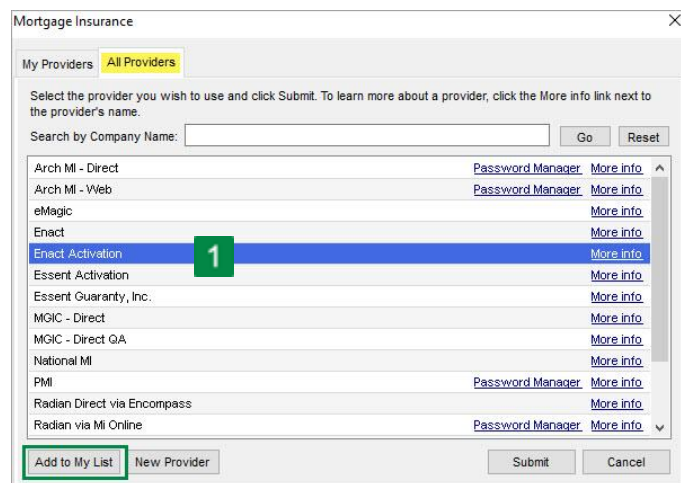 Mortgage Insurance
My Providers All Providers
Select the provider you wish to use and click Submit. To learn more about a provider, click the More info link next to
the provider's name.
Search by Company Name: Go Reset
Arch MI - Direct Password Manager More info
Arch MI - Web Password Manager More info
eMagic More info
Enact More info
Enact Activation 1 More info
Essent Activation More info
Essent Guaranty, Inc. More info
MGIC - Direct More info
MGIC - Direct QA More info
National MI More info
PMI Password Manager More info
Radian Direct via Encompass More info
Radian via Mi Online Password Manager More info
Add to My List New Provider Submit Cancel